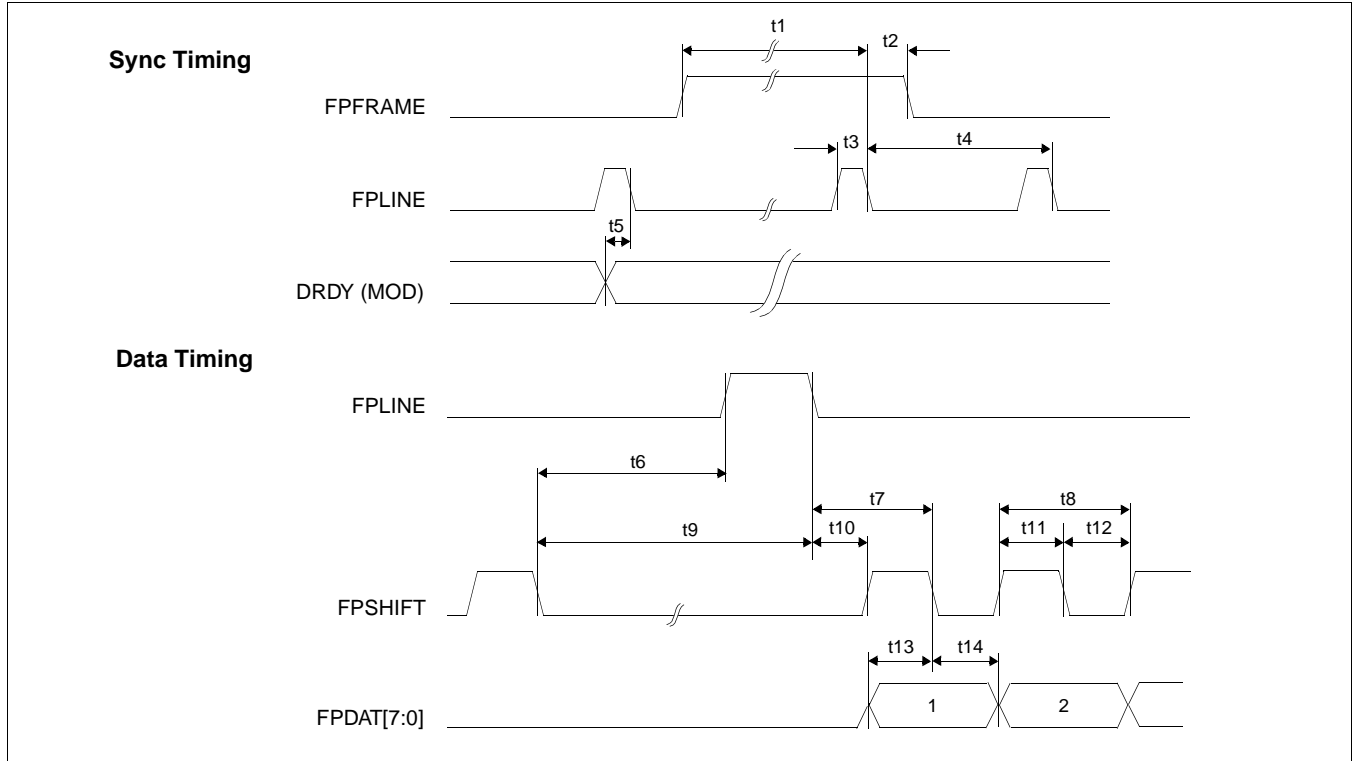 Sync Timing
t1
t2
FPFRAME
t3
t4
FPLINE
t5
DRDY (MOD)
Data Timing
FPLINE
t6
t7
t8
t9
t10
t11
t12
FPSHIFT
t13
t14
FPDAT[7:0]
1
2